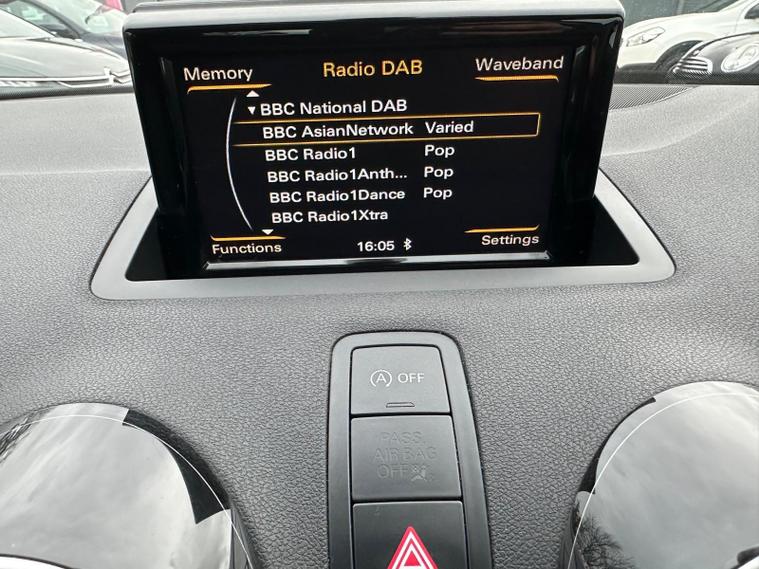 Memory Radio DAB Waveband
BBC National DAB
BBC AsianNetwork Varied
BBC Radio1 Pop
BBC Radio1Anth... Pop
BBC Radio1Dance Pop
BBC Radio1Xtra
Functions 16:05 Settings
A OFF
PASS.
AIR BAG
OFF